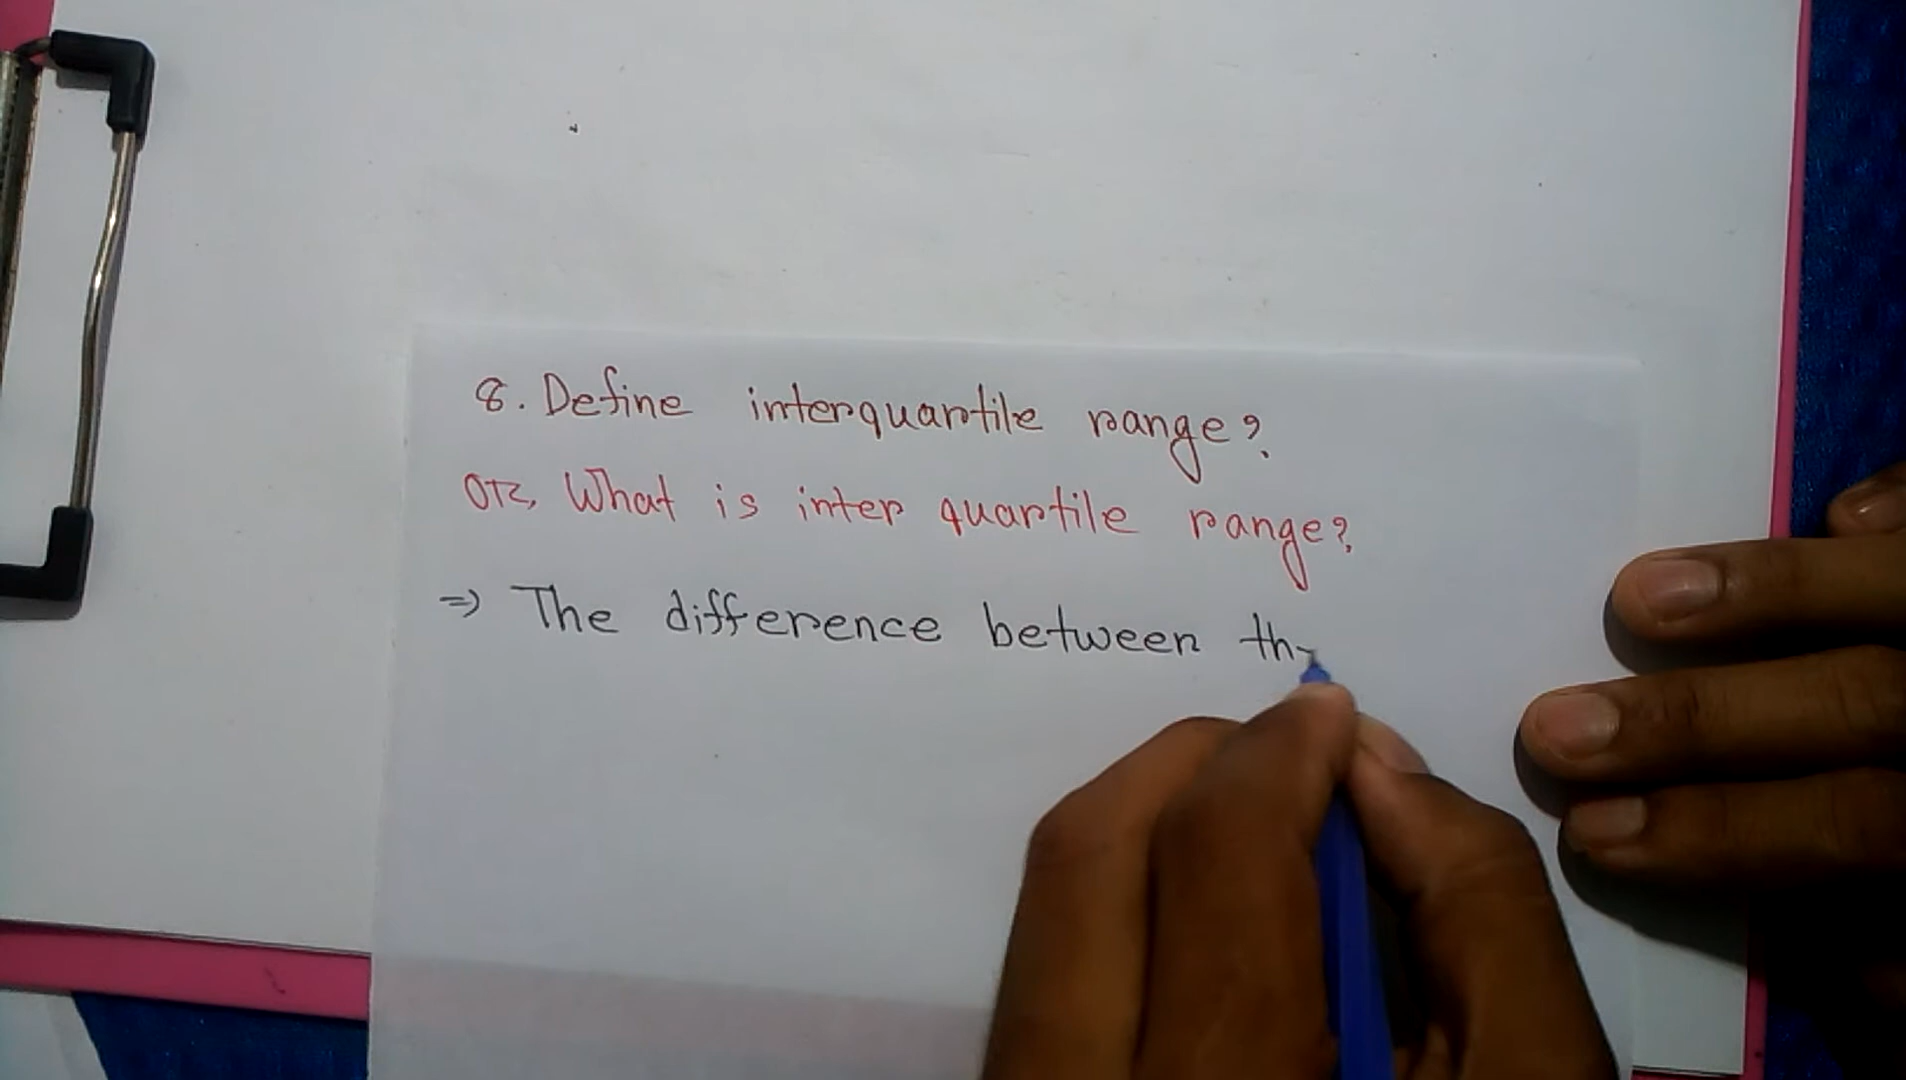 8. Define interquartile range?
OR, What is inter quartile range?
⇒ The difference between th